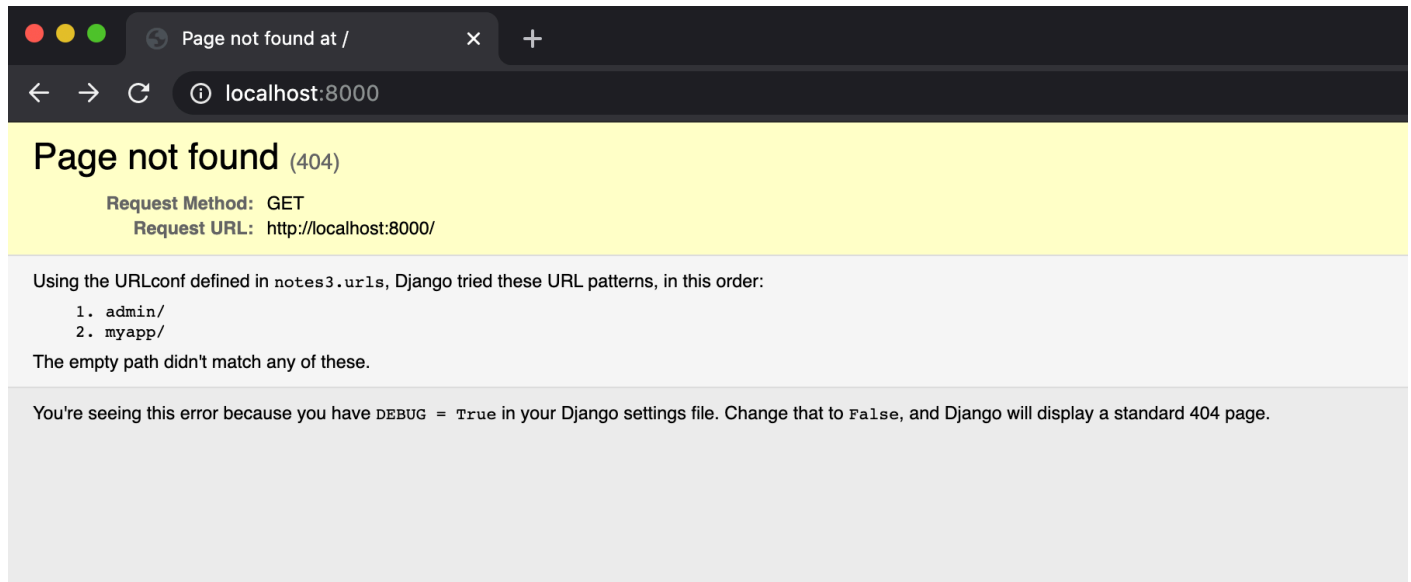 Page not found at /
localhost:8000
Page not found (404)
Request Method: GET
Request URL: http://localhost:8000/
Using the URLconf defined in notes3.urls, Django tried these URL patterns, in this order:
1. admin/
2. myapp/
The empty path didn't match any of these.
You're seeing this error because you have DEBUG = True in your Django settings file. Change that to False, and Django will display a standard 404 page.